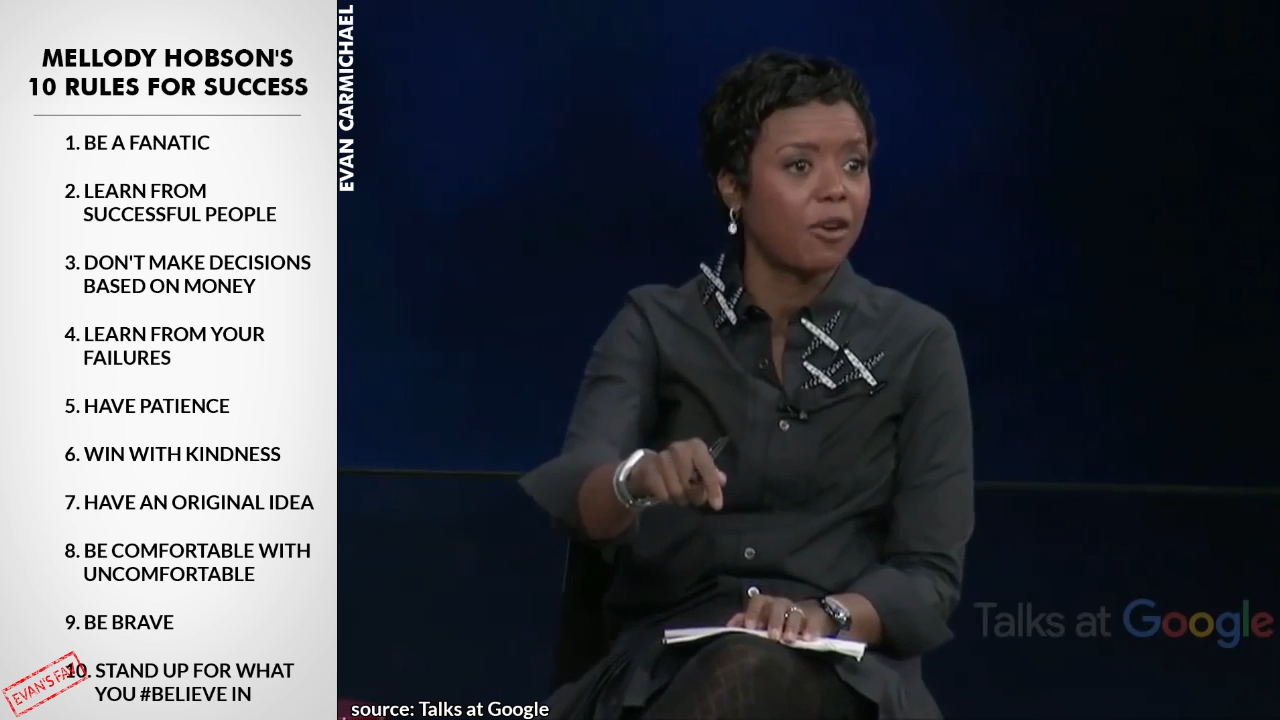 MELLODY HOBSON'S
10 RULES FOR SUCCESS
1. BE A FANATIC
2. LEARN FROM
SUCCESSFUL PEOPLE
3. DON'T MAKE DECISIONS
BASED ON MONEY
4. LEARN FROM YOUR
FAILURES
5. HAVE PATIENCE
6. WIN WITH KINDNESS
7. HAVE AN ORIGINAL IDEA
8. BE COMFORTABLE WITH
UNCOMFORTABLE
9. BE BRAVE
10. STAND UP FOR WHAT
YOU #BELIEVE IN
EVAN'S
EVAN CARMICHAEL
Talks at Google
source: Talks at Google